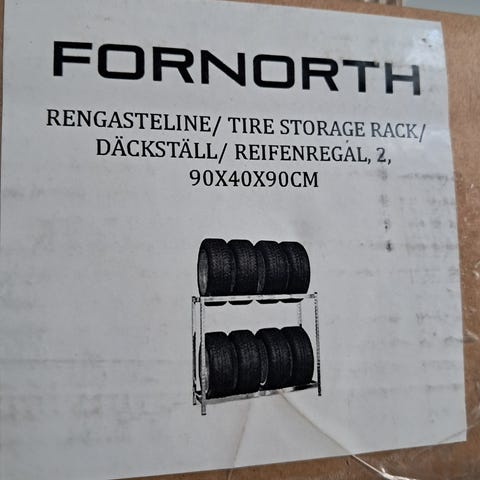 FORNORTH
RENGASTELINE/ TIRE STORAGE RACK/
DÄCKSTÄLL/ REIFENREGAL, 2,
90X40X90CM